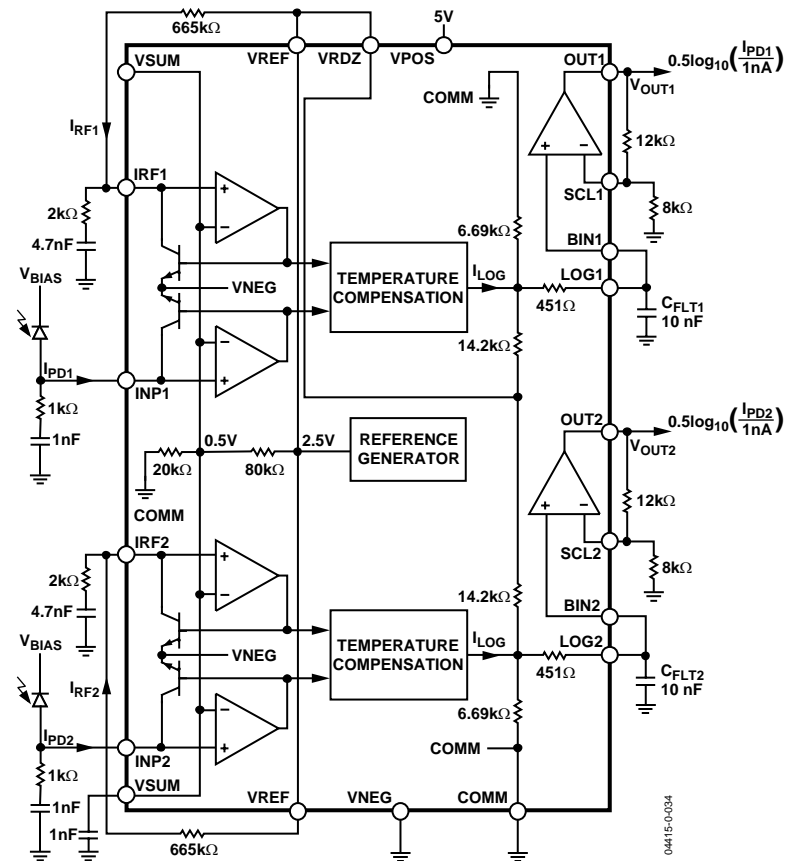 665kΩ
5V
VREF
VRDZ
VPOS
OUT1
0.5log10(IPD1/1nA)
VSUM
COMM
VOUT1
IRF1
12kΩ
IRF1
SCL1
8kΩ
2kΩ
6.69kΩ
BIN1
4.7nF
VBIAS
VNEG
TEMPERATURE
COMPENSATION
ILOG
LOG1
451Ω
CFLT1
10 nF
14.2kΩ
IPD1
INP1
1kΩ
OUT2
0.5log10(IPD2/1nA)
1nF
0.5V
2.5V
REFERENCE
GENERATOR
VOUT2
20kΩ
80kΩ
COMM
12kΩ
IRF2
SCL2
2kΩ
8kΩ
14.2kΩ
BIN2
4.7nF
VBIAS
VNEG
TEMPERATURE
COMPENSATION
ILOG
LOG2
451Ω
IRF2
CFLT2
10 nF
6.69kΩ
IPD2
INP2
COMM
1kΩ
VSUM
VREF
VNEG
COMM
1nF
1nF
665kΩ
04415-0-034